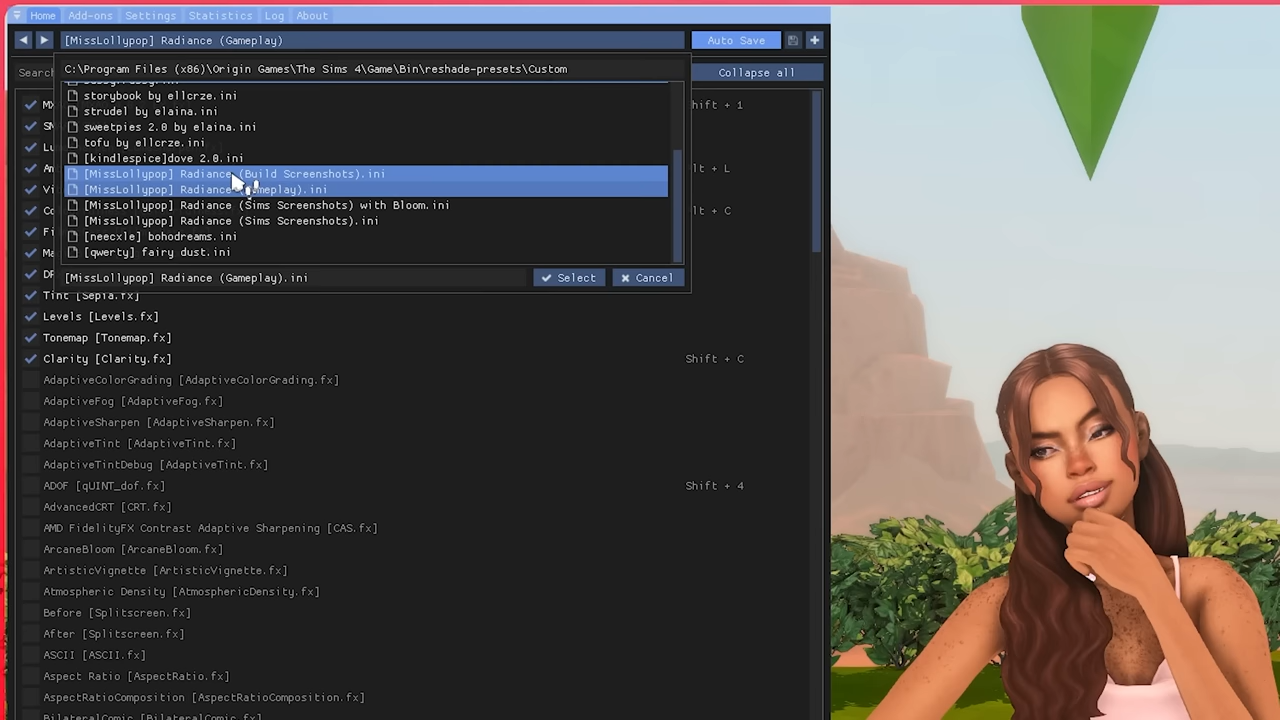 Home Add-ons Settings Statistics Log About
[MissLollypop] Radiance (Gameplay) Auto Save
C:\Program Files (x86)\Origin Games\The Sims 4\Game\Bin\reshade-presets\Custom
Collapse all
storybook by ellcrze.ini
strudel by elaina.ini
sweetpies 2.0 by elaina.ini
tofu by ellcrze.ini
[kindlespice]dove 2.0.ini
[MissLollypop] Radiance (Build Screenshots).ini
[MissLollypop] Radiance
[MissLollypop] Radiance (Sims Screenshots) with Bloom.ini
[MissLollypop] Radiance (Sims Screenshots).ini
[neecxle] bohodreams.ini
[qwerty] fairy dust.ini
[MissLollypop] Radiance (Gameplay).ini Select Cancel
Tint [Sepia.fx]
Levels [Levels.fx]
Tonemap [Tonemap.fx]
Clarity [Clarity.fx] Shift + C
AdaptiveColorGrading [AdaptiveColorGrading.fx]
AdaptiveFog [AdaptiveFog.fx]
AdaptiveSharpen [AdaptiveSharpen.fx]
AdaptiveTint [AdaptiveTint.fx]
AdaptiveTintDebug [AdaptiveTint.fx]
ADOF [qUINT_dof.fx] Shift + 4
AdvancedCRT [CRT.fx]
AMD FidelityFX Contrast Adaptive Sharpening [CAS.fx]
ArcaneBloom [ArcaneBloom.fx]
ArtisticVignette [ArtisticVignette.fx]
Atmospheric Density [AtmosphericDensity.fx]
Before [Splitscreen.fx]
After [Splitscreen.fx]
ASCII [ASCII.fx]
Aspect Ratio [AspectRatio.fx]
AspectRatioComposition [AspectRatioComposition.fx]
BilateralComic [BilateralComic.fx]